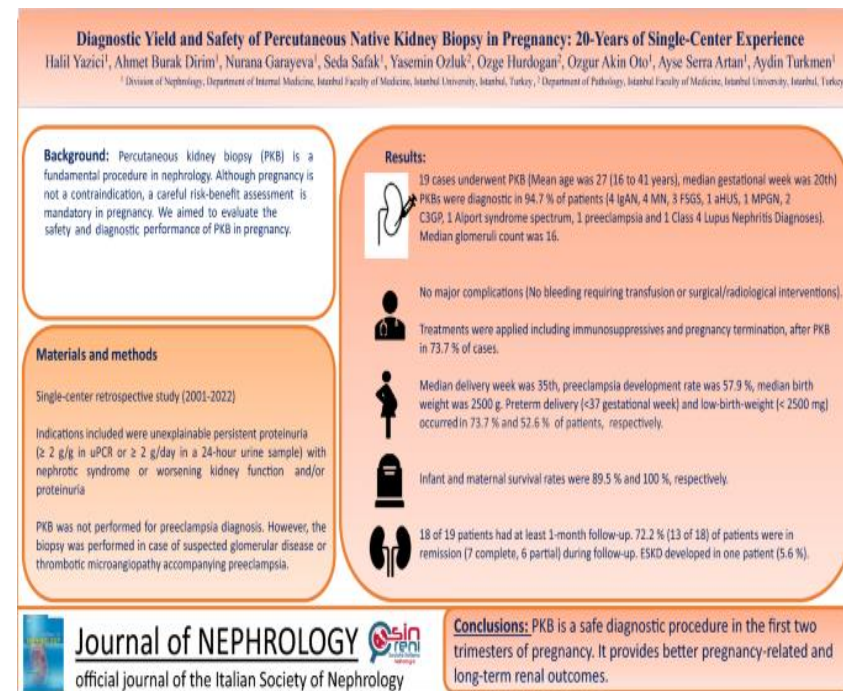 Diagnostic Yield and Safety of Percutaneous Native Kidney Biopsy in Pregnancy: 20-Years of Single-Center Experience
Halil Yazici¹, Ahmet Burak Dirim¹, Nurana Garayeva¹, Seda Safak¹, Yasemin Ozluk², Ozge Hurdogan², Ozgur Akin Oto¹, Ayse Serra Artan¹, Aydin Turkmen¹
¹ Division of Nephrology, Department of Internal Medicine, Istanbul Faculty of Medicine, Istanbul University, Istanbul, Turkey, ² Department of Pathology, Istanbul Faculty of Medicine, Istanbul University, Istanbul, Turkey
Background: Percutaneous kidney biopsy (PKB) is a
fundamental procedure in nephrology. Although pregnancy is
not a contraindication, a careful risk-benefit assessment is
mandatory in pregnancy. We aimed to evaluate the
safety and diagnostic performance of PKB in pregnancy.
Materials and methods
Single-center retrospective study (2001-2022)
Indications included were unexplainable persistent proteinuria
(≥ 2 g/g in uPCR or ≥ 2 g/day in a 24-hour urine sample) with
nephrotic syndrome or worsening kidney function and/or
proteinuria
PKB was not performed for preeclampsia diagnosis. However, the
biopsy was performed in case of suspected glomerular disease or
thrombotic microangiopathy accompanying preeclampsia.
Results:
19 cases underwent PKB (Mean age was 27 (16 to 41 years), median gestational week was 20th)
PKBs were diagnostic in 94.7 % of patients (4 IgAN, 4 MN, 3 FSGS, 1 aHUS, 1 MPGN, 2
C3GP, 1 Alport syndrome spectrum, 1 preeclampsia and 1 Class 4 Lupus Nephritis Diagnoses).
Median glomeruli count was 16.
No major complications (No bleeding requiring transfusion or surgical/radiological interventions).
Treatments were applied including immunosuppressives and pregnancy termination, after PKB
in 73.7 % of cases.
Median delivery week was 35th, preeclampsia development rate was 57.9 %, median birth
weight was 2500 g. Preterm delivery (<37 gestational week) and low-birth-weight (< 2500 mg)
occurred in 73.7 % and 52.6 % of patients, respectively.
Infant and maternal survival rates were 89.5 % and 100 %, respectively.
18 of 19 patients had at least 1-month follow-up. 72.2 % (13 of 18) of patients were in
remission (7 complete, 6 partial) during follow-up. ESKD developed in one patient (5.6 %).
Journal of NEPHROLOGY
official journal of the Italian Society of Nephrology
sin
reni
Conclusions: PKB is a safe diagnostic procedure in the first two
trimesters of pregnancy. It provides better pregnancy-related and
long-term renal outcomes.